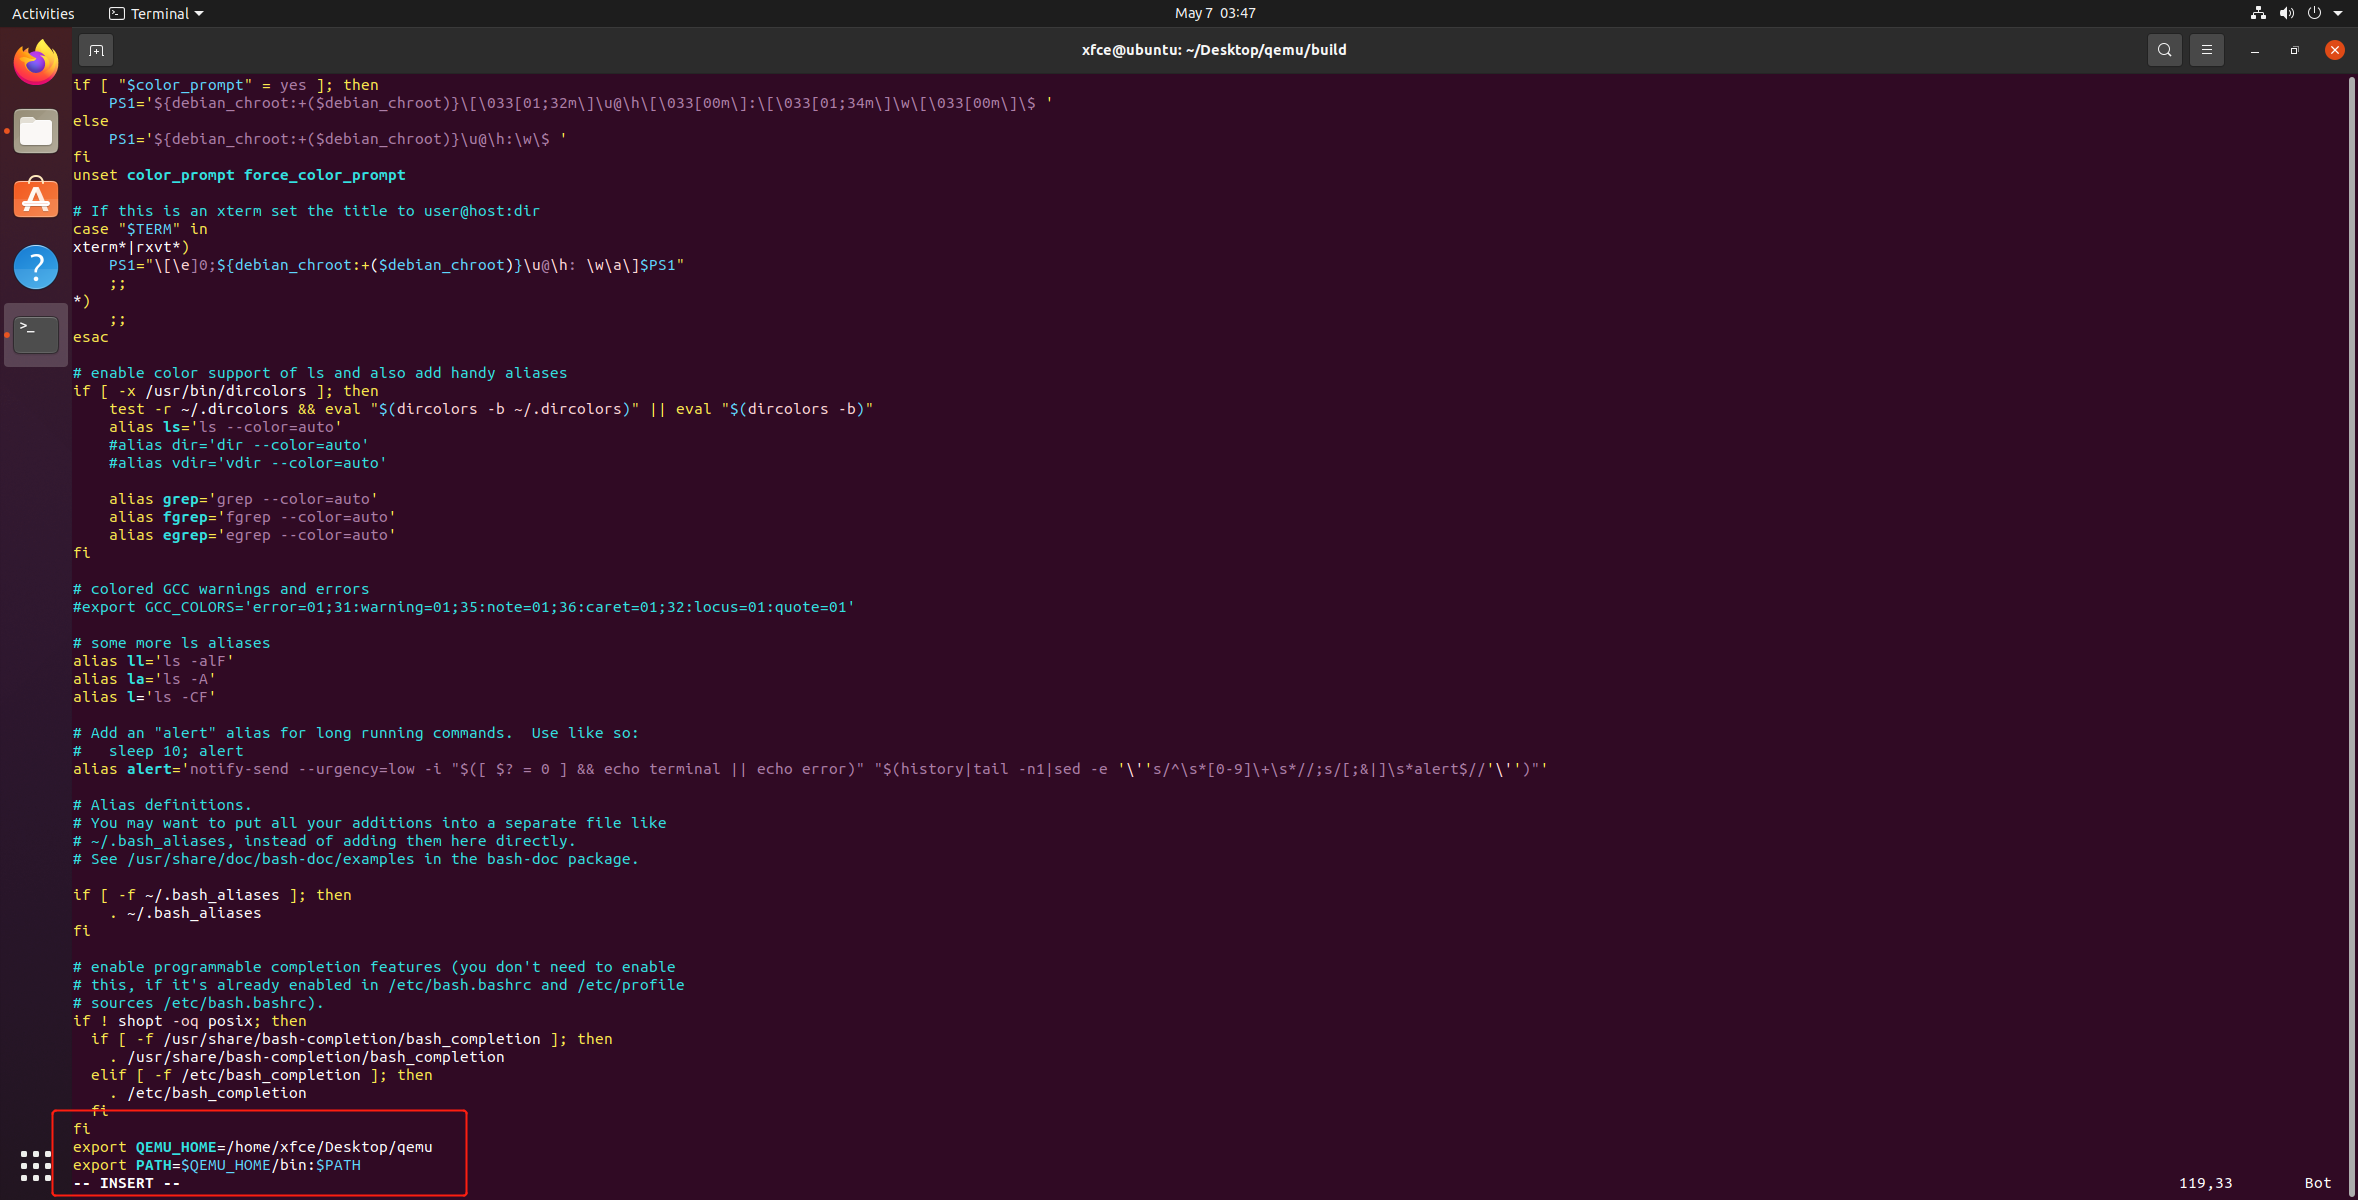 Activities
Terminal
May 7 03:47
xfce@ubuntu: ~/Desktop/qemu/build
if [ "$color_prompt" = yes ]; then
    PS1='${debian_chroot:+($debian_chroot)}\[\033[01;32m\]\u@\h\[\033[00m\]:\[\033[01;34m\]\w\[\033[00m\]\$ '
else
    PS1='${debian_chroot:+($debian_chroot)}\u@\h:\w\$ '
fi
unset color_prompt force_color_prompt
# If this is an xterm set the title to user@host:dir
case "$TERM" in
xterm*|rxvt*)
    PS1="\[\e]0;${debian_chroot:+($debian_chroot)}\u@\h: \w\a\]$PS1"
    ;;
*)
    ;;
esac
# enable color support of ls and also add handy aliases
if [ -x /usr/bin/dircolors ]; then
    test -r ~/.dircolors && eval "$(dircolors -b ~/.dircolors)" || eval "$(dircolors -b)"
    alias ls='ls --color=auto'
    #alias dir='dir --color=auto'
    #alias vdir='vdir --color=auto'
    alias grep='grep --color=auto'
    alias fgrep='fgrep --color=auto'
    alias egrep='egrep --color=auto'
fi
# colored GCC warnings and errors
#export GCC_COLORS='error=01;31:warning=01;35:note=01;36:caret=01;32:locus=01:quote=01'
# some more ls aliases
alias ll='ls -alF'
alias la='ls -A'
alias l='ls -CF'
# Add an "alert" alias for long running commands.  Use like so:
#   sleep 10; alert
alias alert='notify-send --urgency=low -i "$([ $? = 0 ] && echo terminal || echo error)" "$(history|tail -n1|sed -e '\''s/^\s*[0-9]\+\s*//;s/[;&|]\s*alert$//'\'')"'
# Alias definitions.
# You may want to put all your additions into a separate file like
# ~/.bash_aliases, instead of adding them here directly.
# See /usr/share/doc/bash-doc/examples in the bash-doc package.
if [ -f ~/.bash_aliases ]; then
    . ~/.bash_aliases
fi
# enable programmable completion features (you don't need to enable
# this, if it's already enabled in /etc/bash.bashrc and /etc/profile
# sources /etc/bash.bashrc).
if ! shopt -oq posix; then
  if [ -f /usr/share/bash-completion/bash_completion ]; then
    . /usr/share/bash-completion/bash_completion
  elif [ -f /etc/bash_completion ]; then
    . /etc/bash_completion
  fi
fi
export QEMU_HOME=/home/xfce/Desktop/qemu
export PATH=$QEMU_HOME/bin:$PATH
-- INSERT --
119,33
Bot